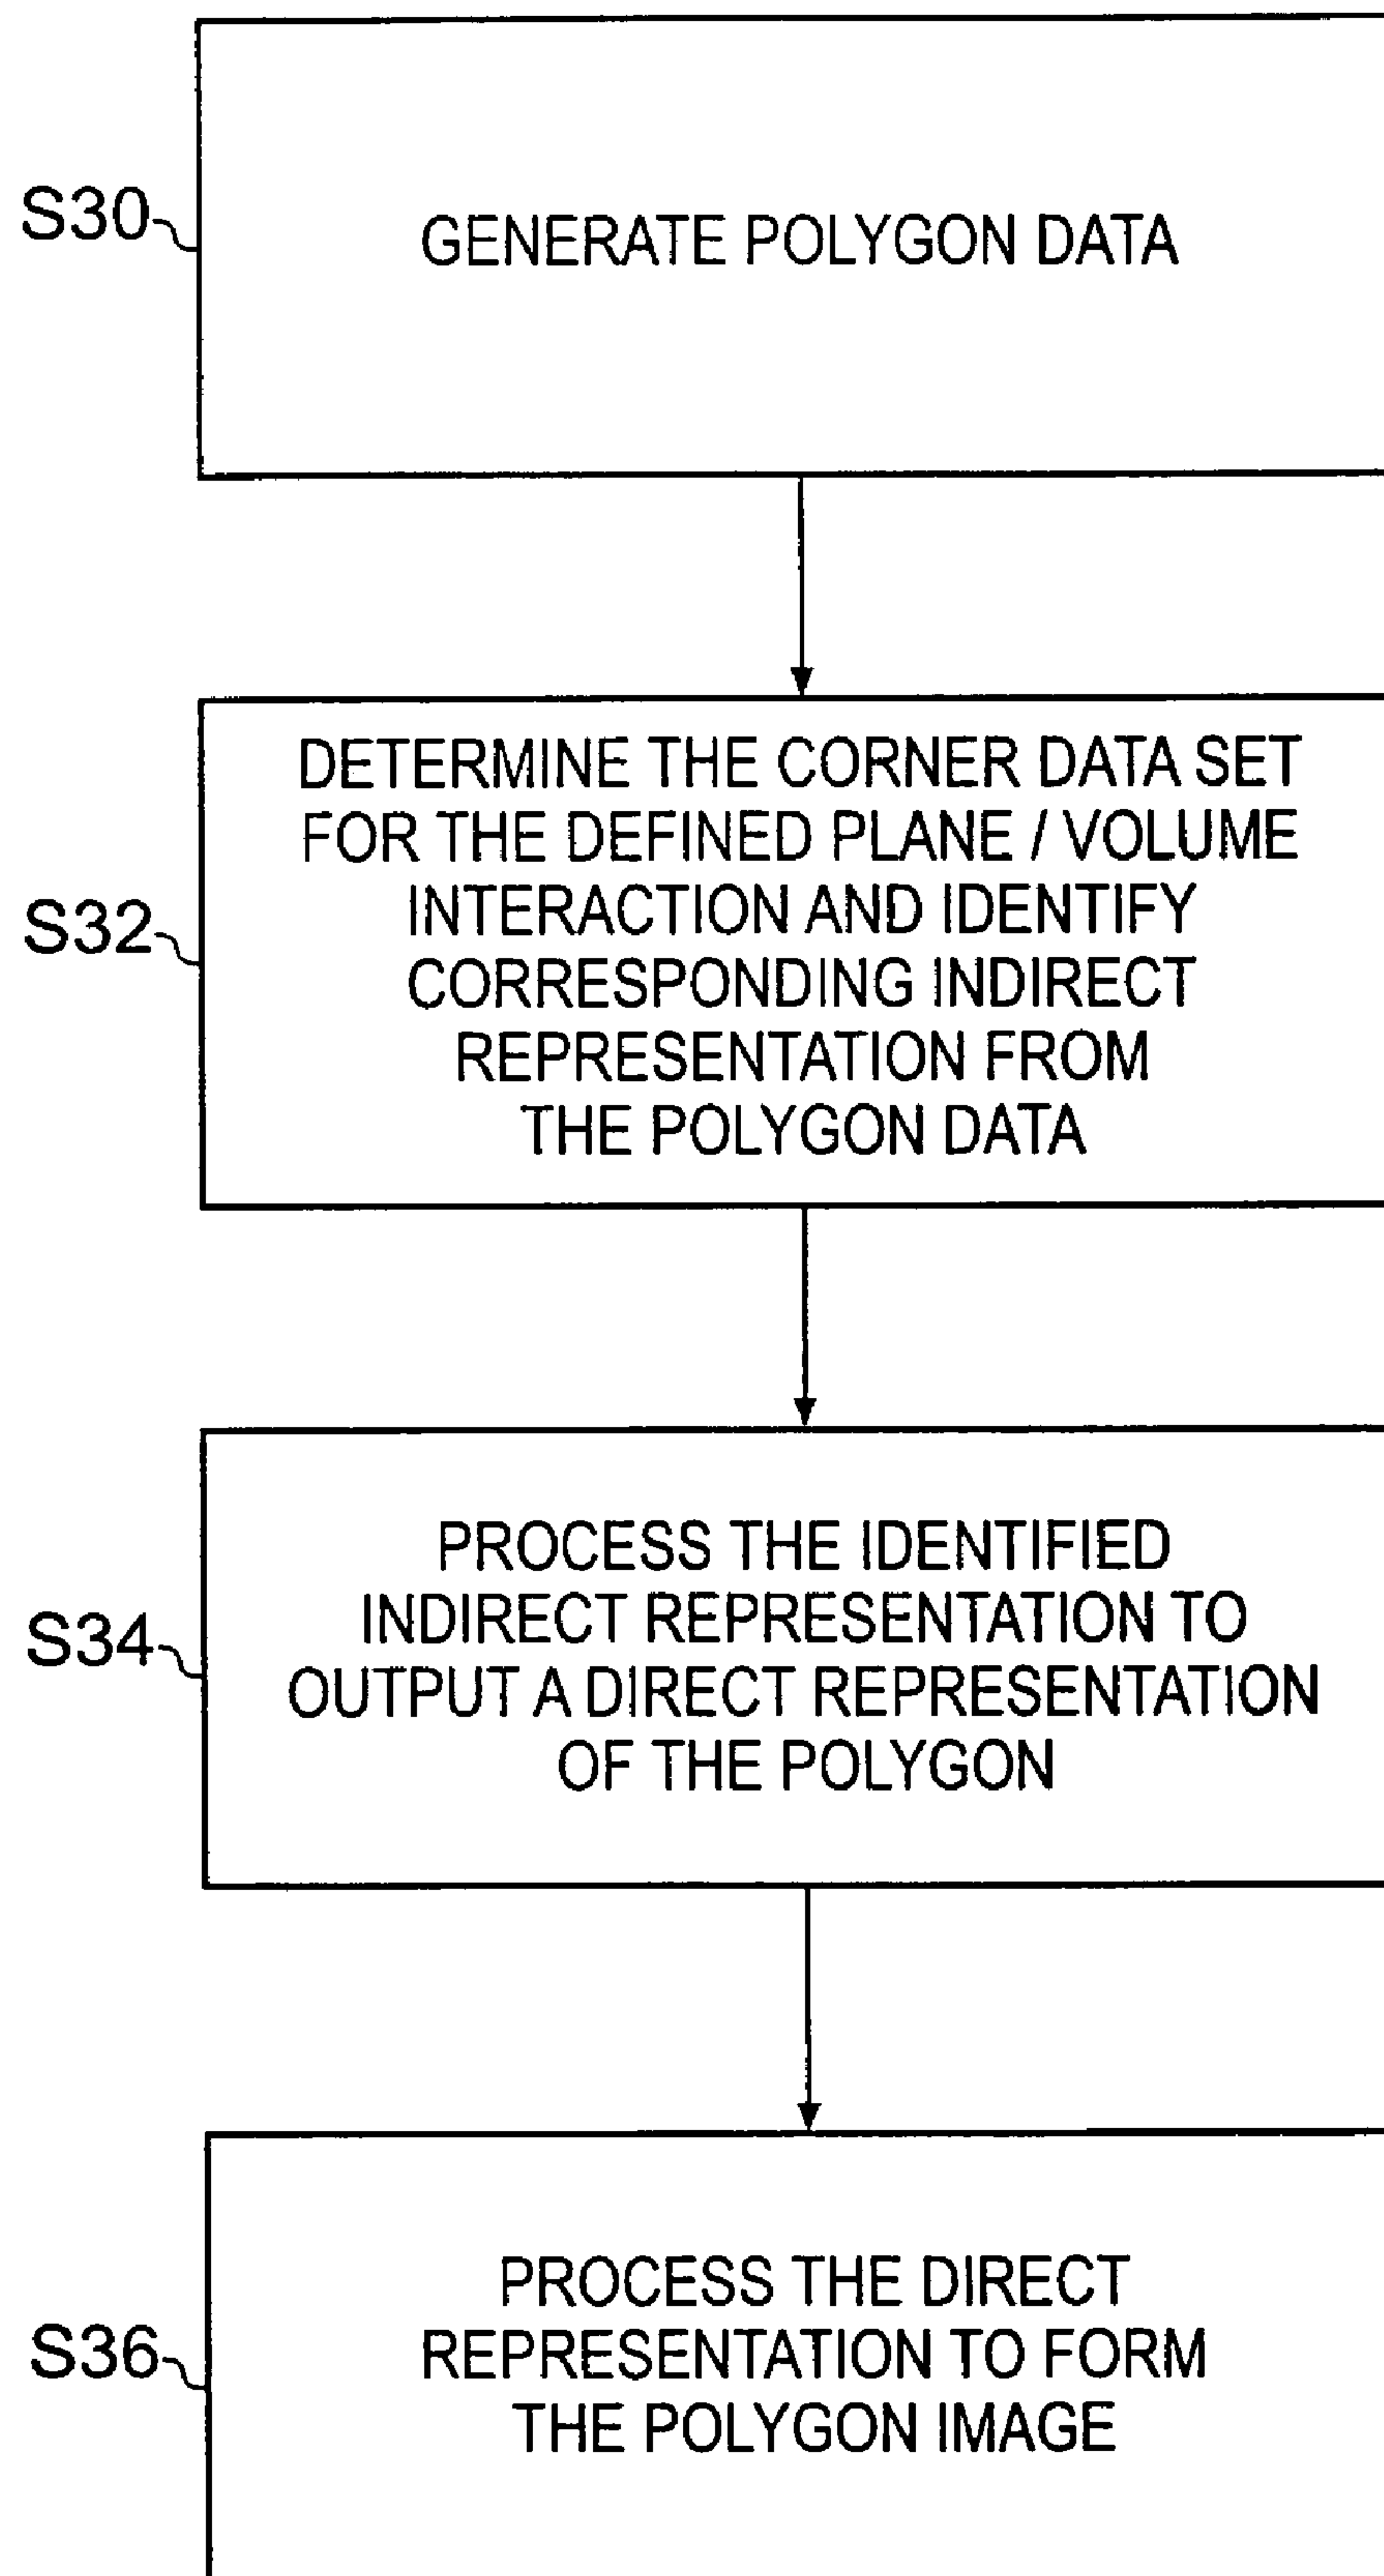 S30
GENERATE POLYGON DATA
S32
DETERMINE THE CORNER DATA SET
FOR THE DEFINED PLANE / VOLUME
INTERACTION AND IDENTIFY
CORRESPONDING INDIRECT
REPRESENTATION FROM
THE POLYGON DATA
S34
PROCESS THE IDENTIFIED
INDIRECT REPRESENTATION TO
OUTPUT A DIRECT REPRESENTATION
OF THE POLYGON
S36
PROCESS THE DIRECT
REPRESENTATION TO FORM
THE POLYGON IMAGE